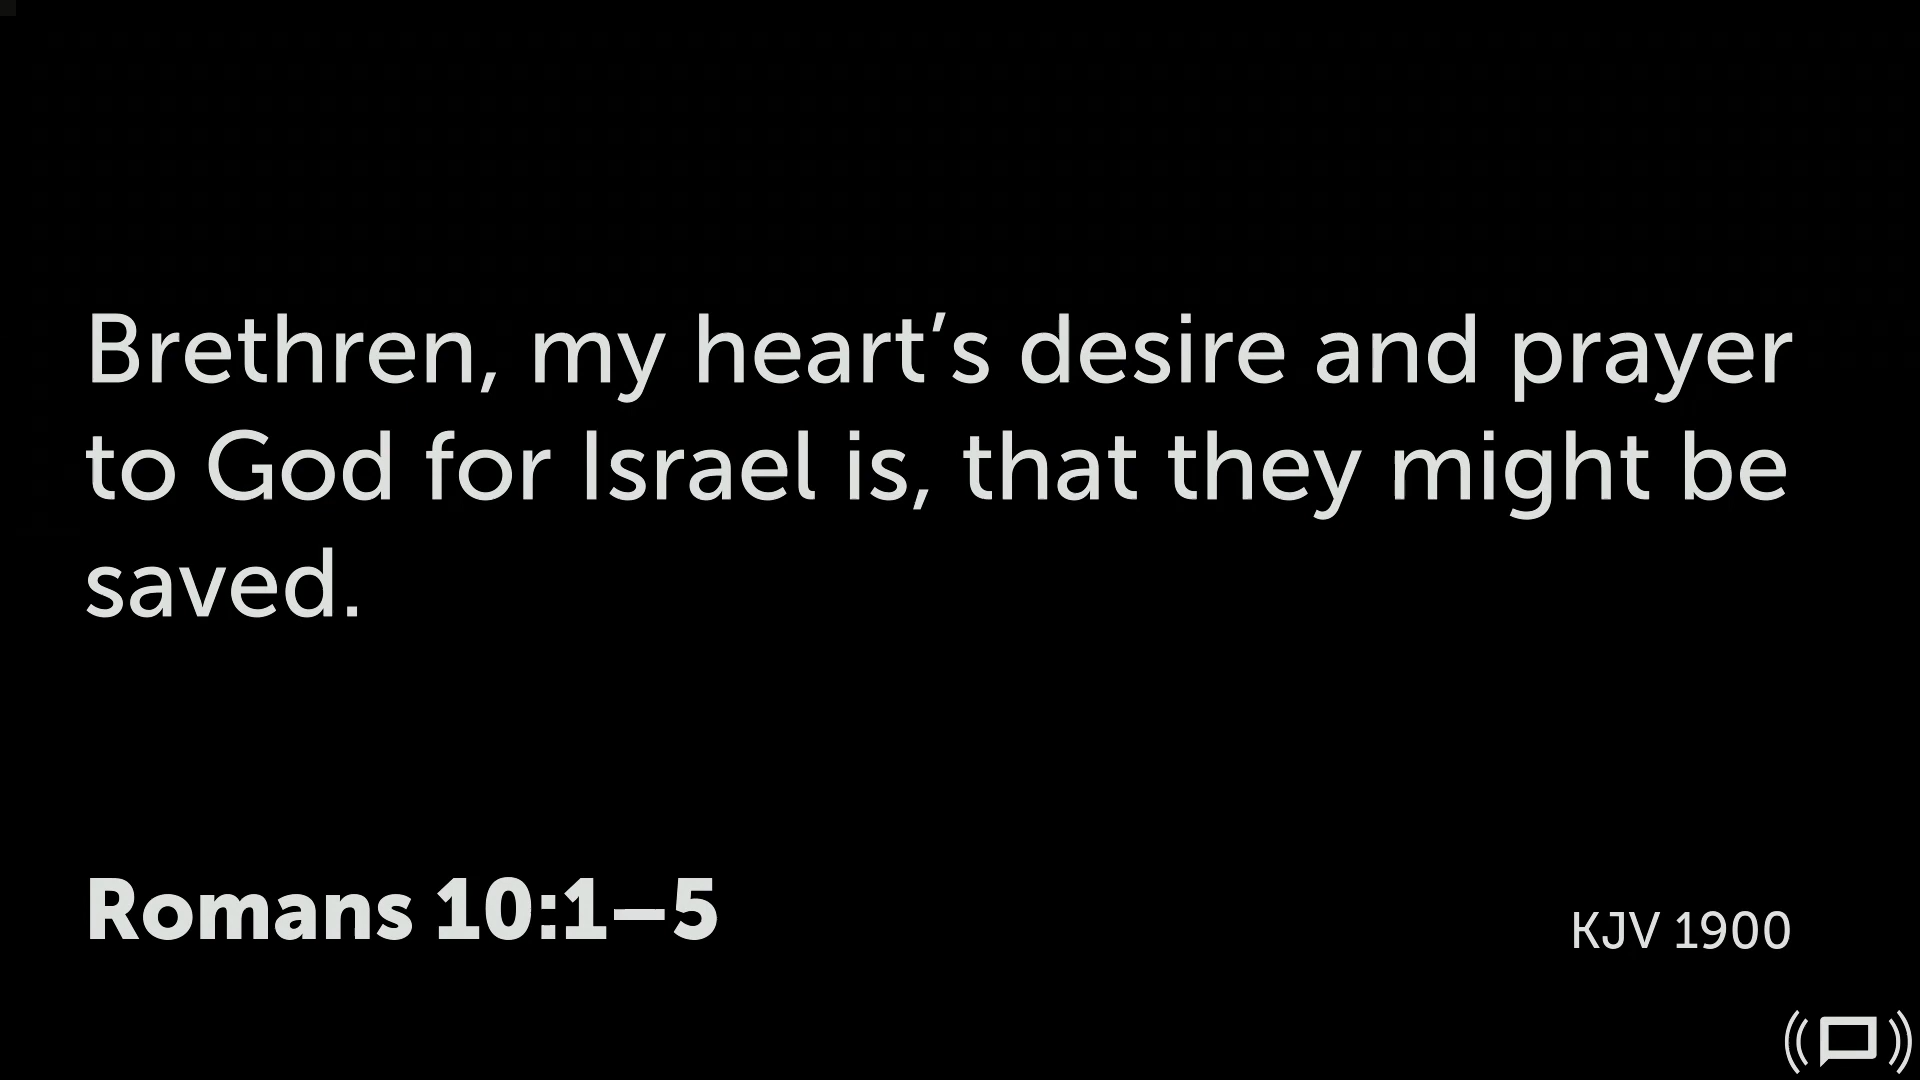 Brethren, my heart’s desire and prayer
to God for Israel is, that they might be
saved.
Romans 10:1–5
KJV 1900